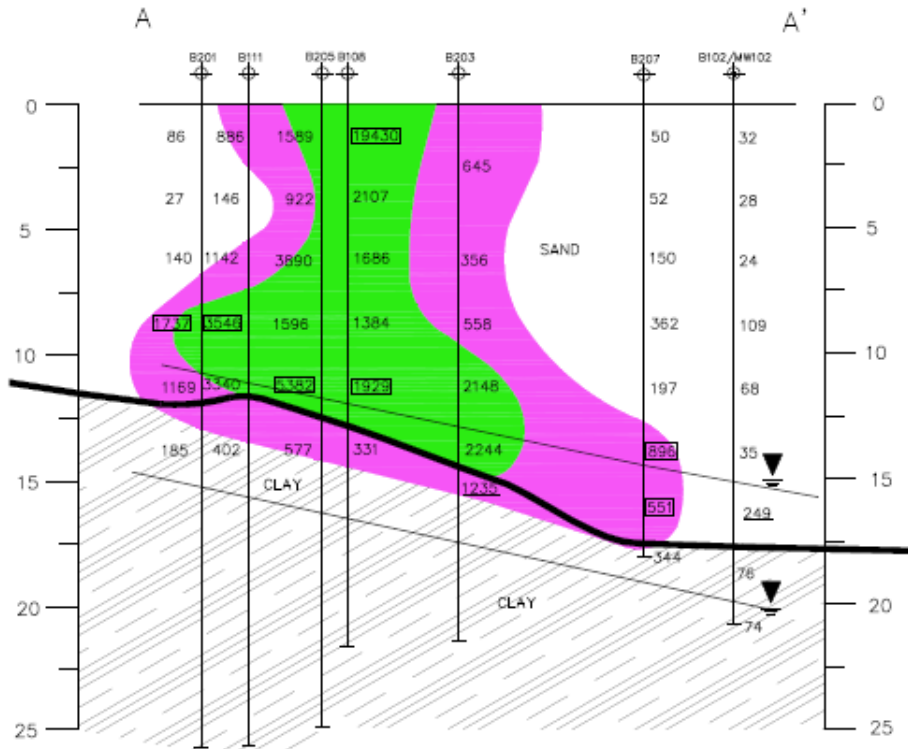 A A'
B201 B111 B205 B108 B203 B207 B102/MW102
0 0
86 886 1589 19430 50 32
645
27 146 922 2107 52 28
5 5
SAND
140 1142 3890 1686 356 150 24
1737 3546 1596 1384 558 362 109
10 10
1169 3340 5382 1929 2148 197 68
185 402 577 331 2244 896 35
15 CLAY 1235 15
551 249
344
76
20 CLAY 20
74
25 25